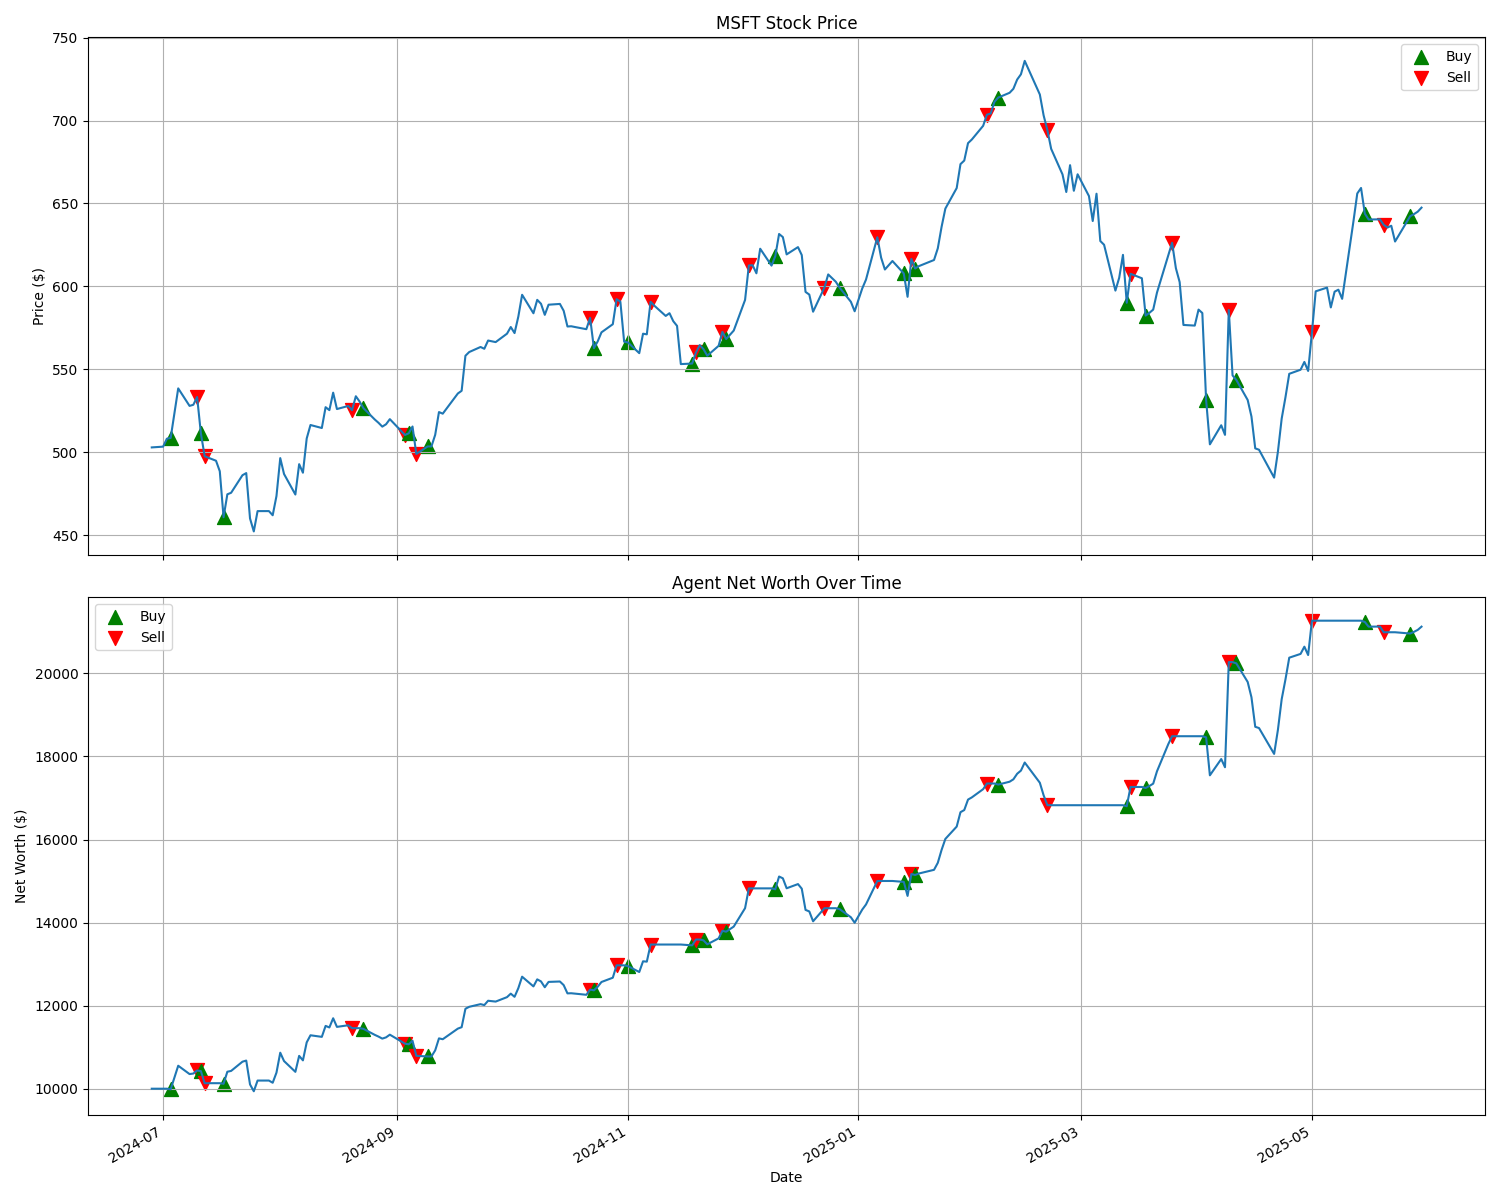 MSFT Stock Price
750
700
650
600
550
500
450
Price ($)
Buy
Sell
Agent Net Worth Over Time
Buy
Sell
20000
18000
16000
14000
12000
10000
Net Worth ($)
2024-07
2024-09
2024-11
2025-01
2025-03
2025-05
Date